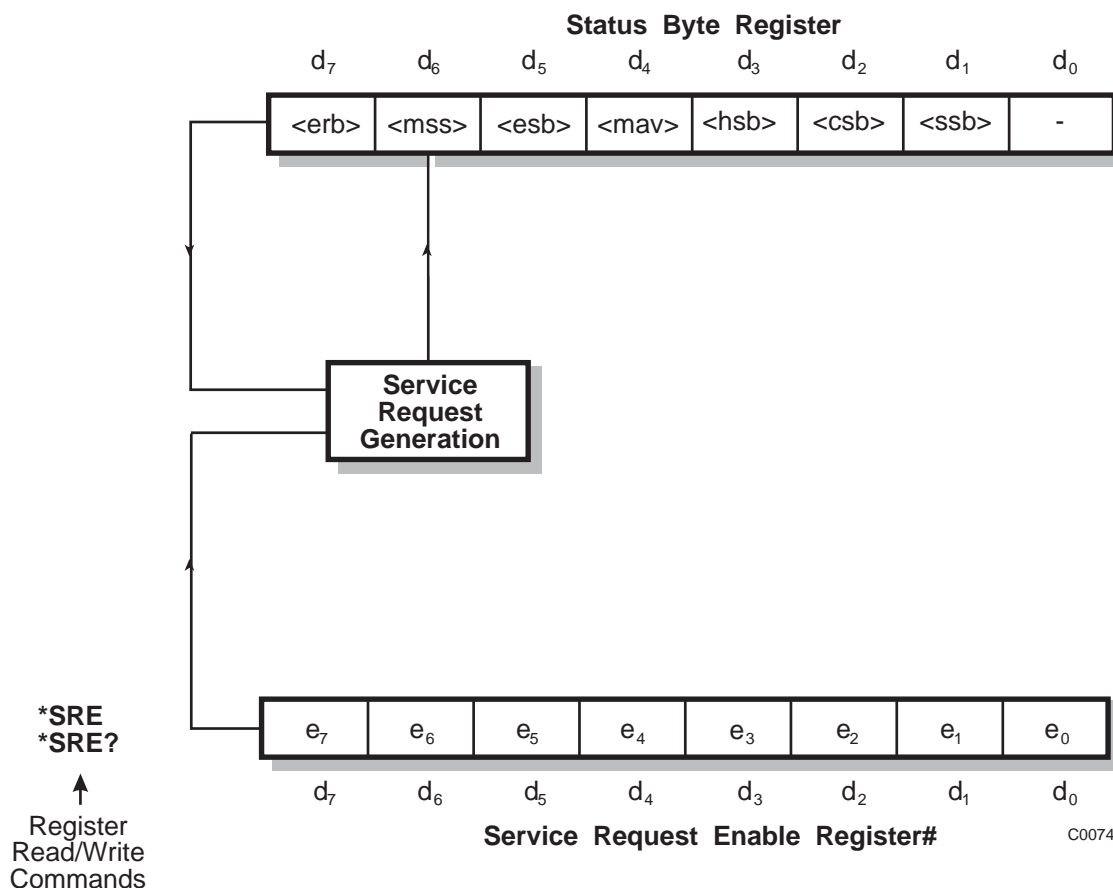 Status Byte Register
d7 d6 d5 d4 d3 d2 d1 d0
<erb> <mss> <esb> <mav> <hsb> <csb> <ssb> -
Service
Request
Generation
*SRE
*SRE?
e7 e6 e5 e4 e3 e2 e1 e0
d7 d6 d5 d4 d3 d2 d1 d0
Register
Read/Write
Commands
Service Request Enable Register#
C0074